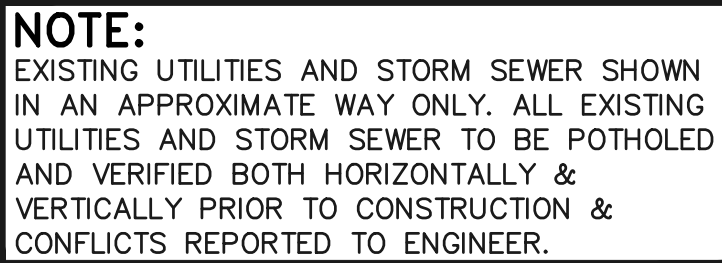 NOTE:
EXISTING UTILITIES AND STORM SEWER SHOWN
IN AN APPROXIMATE WAY ONLY. ALL EXISTING
UTILITIES AND STORM SEWER TO BE POTHOLED
AND VERIFIED BOTH HORIZONTALLY &
VERTICALLY PRIOR TO CONSTRUCTION &
CONFLICTS REPORTED TO ENGINEER.